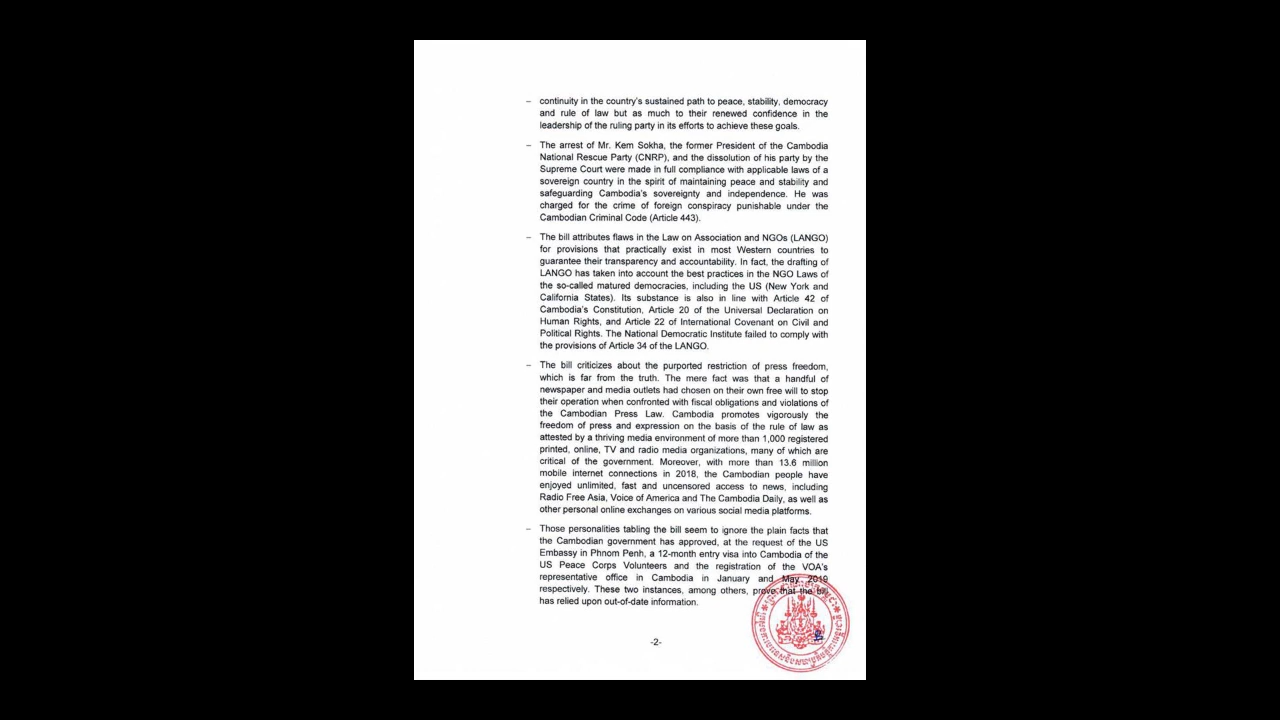 – continuity in the country's sustained path to peace, stability, democracy
and rule of law but as much to their renewed confidence in the
leadership of the ruling party in its efforts to achieve these goals.
– The arrest of Mr. Kem Sokha, the former President of the Cambodia
National Rescue Party (CNRP), and the dissolution of his party by the
Supreme Court were made in full compliance with applicable laws of a
sovereign country in the spirit of maintaining peace and stability and
safeguarding Cambodia's sovereignty and independence. He was
charged for the crime of foreign conspiracy punishable under the
Cambodian Criminal Code (Article 443).
– The bill attributes flaws in the Law on Association and NGOs (LANGO)
for provisions that practically exist in most Western countries to
guarantee their transparency and accountability. In fact, the drafting of
LANGO has taken into account the best practices in the NGO Laws of
the so-called matured democracies, including the US (New York and
California States). Its substance is also in line with Article 42 of
Cambodia's Constitution, Article 20 of the Universal Declaration on
Human Rights, and Article 22 of International Covenant on Civil and
Political Rights. The National Democratic Institute failed to comply with
the provisions of Article 34 of the LANGO.
– The bill criticizes about the purported restriction of press freedom,
which is far from the truth. The mere fact was that a handful of
newspaper and media outlets had chosen on their own free will to stop
their operation when confronted with fiscal obligations and violations of
the Cambodian Press Law. Cambodia promotes vigorously the
freedom of press and expression on the basis of the rule of law as
attested by a thriving media environment of more than 1,000 registered
printed, online, TV and radio media organizations, many of which are
critical of the government. Moreover, with more than 13.6 million
mobile internet connections in 2018, the Cambodian people have
enjoyed unlimited, fast and uncensored access to news, including
Radio Free Asia, Voice of America and The Cambodia Daily, as well as
other personal online exchanges on various social media platforms.
– Those personalities tabling the bill seem to ignore the plain facts that
the Cambodian government has approved, at the request of the US
Embassy in Phnom Penh, a 12-month entry visa into Cambodia of the
US Peace Corps Volunteers and the registration of the VOA's
representative office in Cambodia in January and May 2019
respectively. These two instances, among others, prove that the bill
has relied upon out-of-date information.
-2-